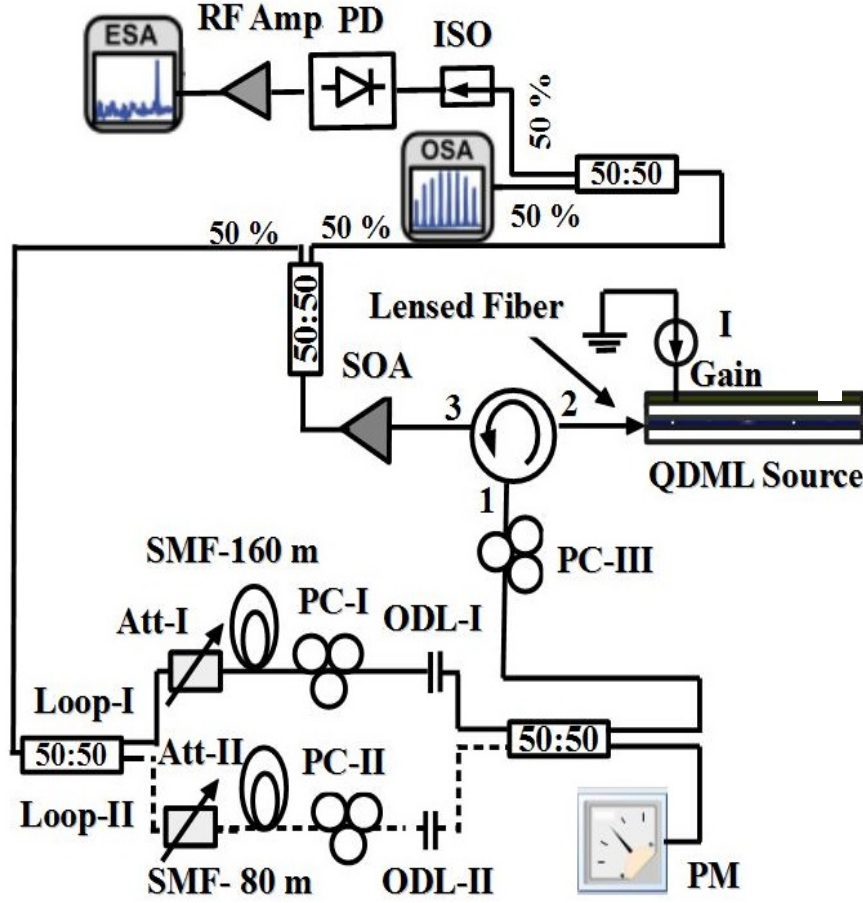 RF Amp PD ISO
ESA
50 %
OSA
50:50
50 %
50 % 50 %
50:50
Lensed Fiber
I
SOA
Gain
3 2
QDML Source
1
SMF-160 m
PC-III
PC-I
Att-I ODL-I
Loop-I
50:50
50:50
Att-II PC-II
Loop-II
SMF- 80 m ODL-II PM